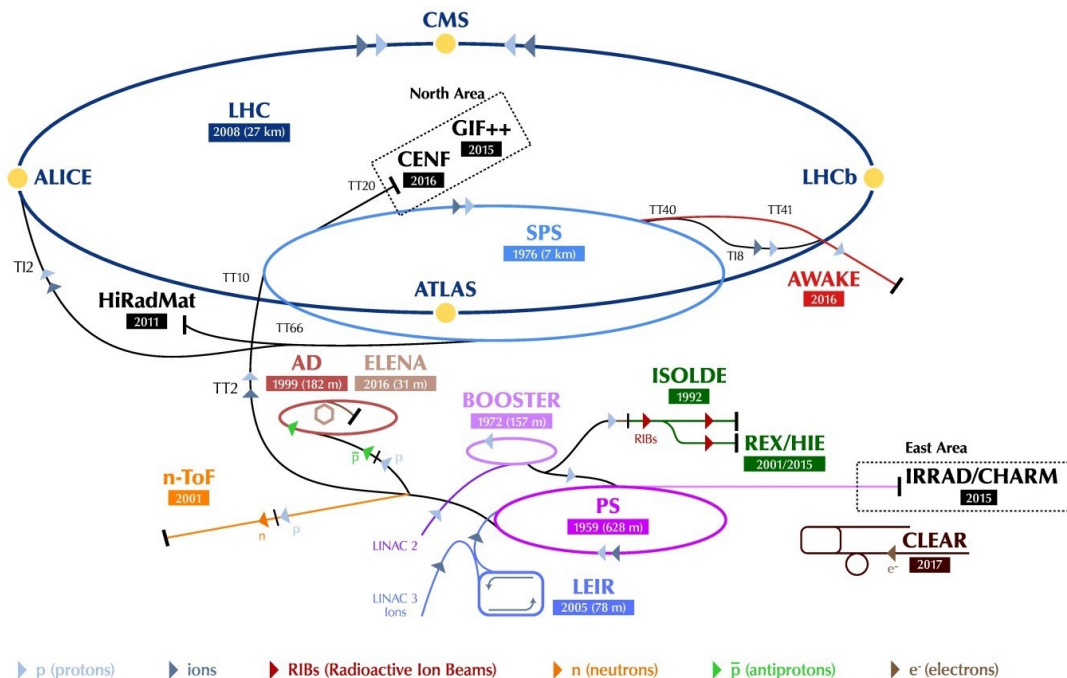 CMS
North Area
LHC
2008 (27 km)
GIF++
2015
CENF
2016
ALICE
LHCb
TT20
TT40
TT41
SPS
1976 (7 km)
TI2
TT10
TI8
ATLAS
AWAKE
2016
HiRadMat
2011
TT66
AD
1999 (182 m)
ELENA
2016 (31 m)
TT2
BOOSTER
1972 (157 m)
ISOLDE
1992
RIBs
REX/HIE
2001/2015
East Area
p̅
p
n-ToF
2001
IRRAD/CHARM
2015
PS
1959 (628 m)
n
p
LINAC 2
CLEAR
2017
e-
LINAC 3
Ions
LEIR
2005 (78 m)
p (protons)
ions
RIBs (Radioactive Ion Beams)
n (neutrons)
p̅ (antiprotons)
e- (electrons)